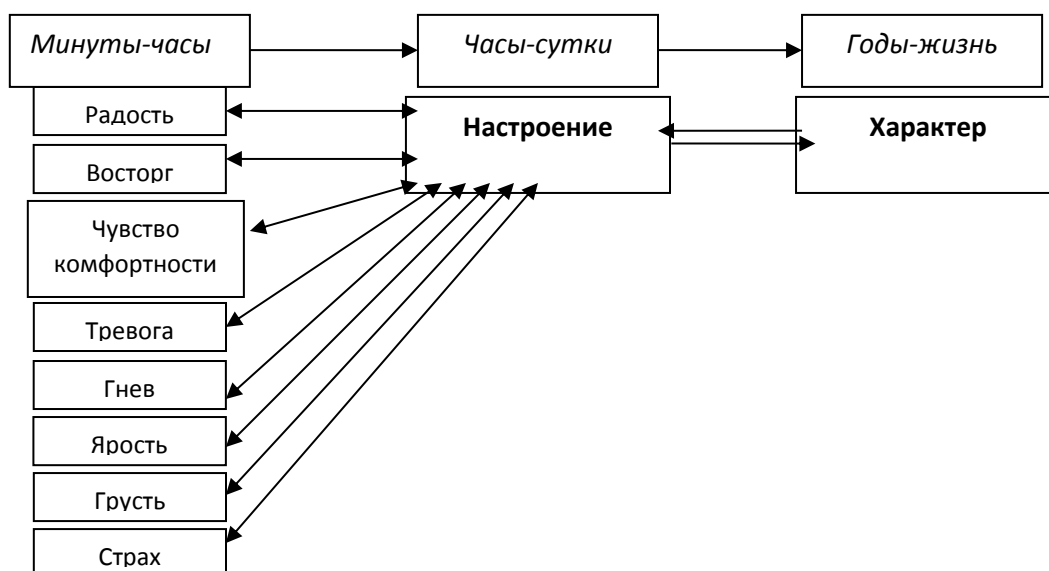 Минуты-часы
Часы-сутки
Годы-жизнь
Радость
Настроение
Характер
Восторг
Чувство
комфортности
Тревога
Гнев
Ярость
Грусть
Страх